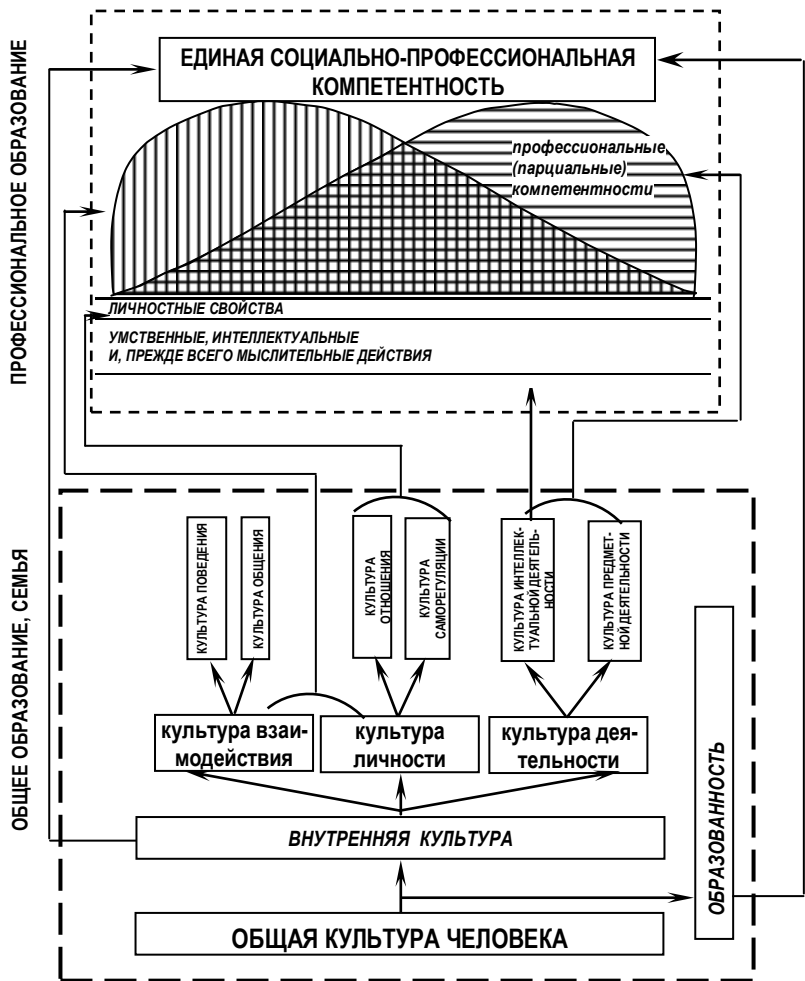 ПРОФЕССИОНАЛЬНОЕ ОБРАЗОВАНИЕ
ЕДИНАЯ СОЦИАЛЬНО-ПРОФЕССИОНАЛЬНАЯ
КОМПЕТЕНТНОСТЬ
профессиональные
(парциальные)
компетентности
ЛИЧНОСТНЫЕ СВОЙСТВА
УМСТВЕННЫЕ, ИНТЕЛЛЕКТУАЛЬНЫЕ
И, ПРЕЖДЕ ВСЕГО МЫСЛИТЕЛЬНЫЕ ДЕЙСТВИЯ
ОБЩЕЕ ОБРАЗОВАНИЕ, СЕМЬЯ
КУЛЬТУРА ПОВЕДЕНИЯ
КУЛЬТУРА ОБЩЕНИЯ
КУЛЬТУРА
ОТНОШЕНИЯ
КУЛЬТУРА
САМОРЕГУЛЯЦИИ
КУЛЬТУРА ИНТЕЛЛЕК-
ТУАЛЬНОЙ ДЕЯТЕЛЬ-
НОСТИ
КУЛЬТУРА ПРЕДМЕТ-
НОЙ ДЕЯТЕЛЬНОСТИ
культура взаи-
модействия
культура
личности
культура дея-
тельности
ВНУТРЕННЯЯ КУЛЬТУРА
ОБРАЗОВАННОСТЬ
ОБЩАЯ КУЛЬТУРА ЧЕЛОВЕКА